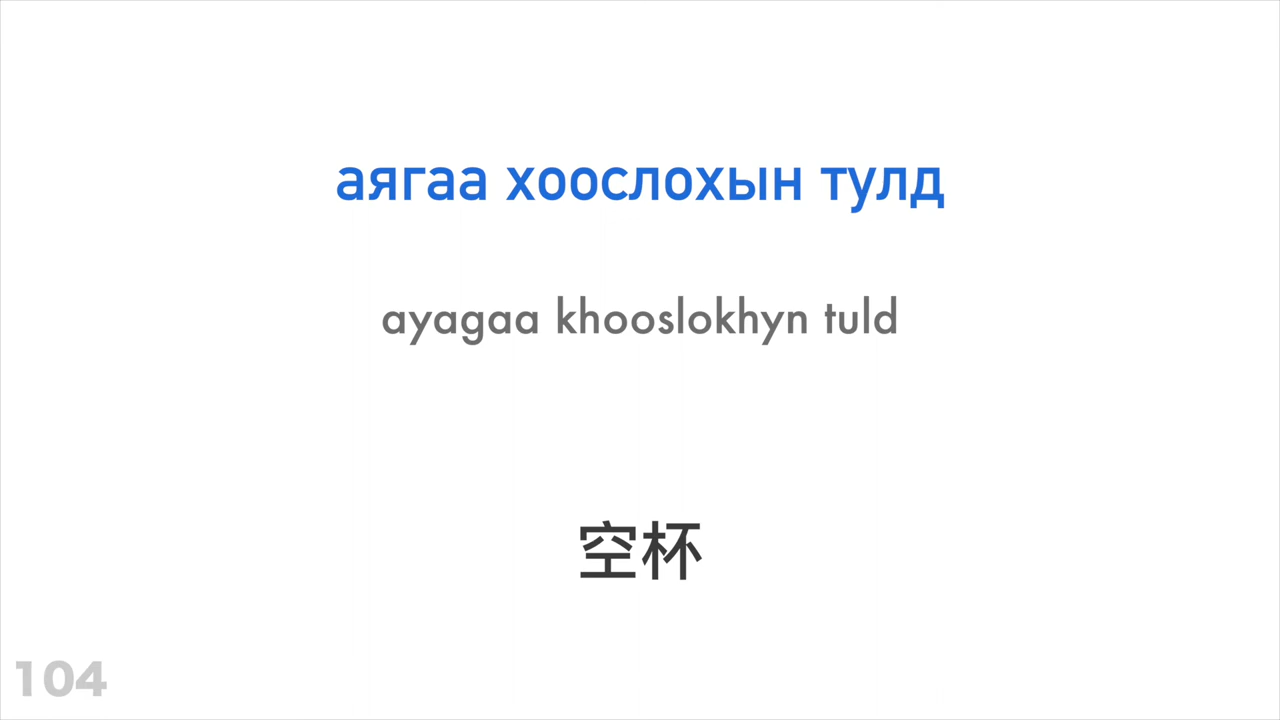 аягаа хоослохын тулд
ayagaa khooslokhyn tuld
空杯
104